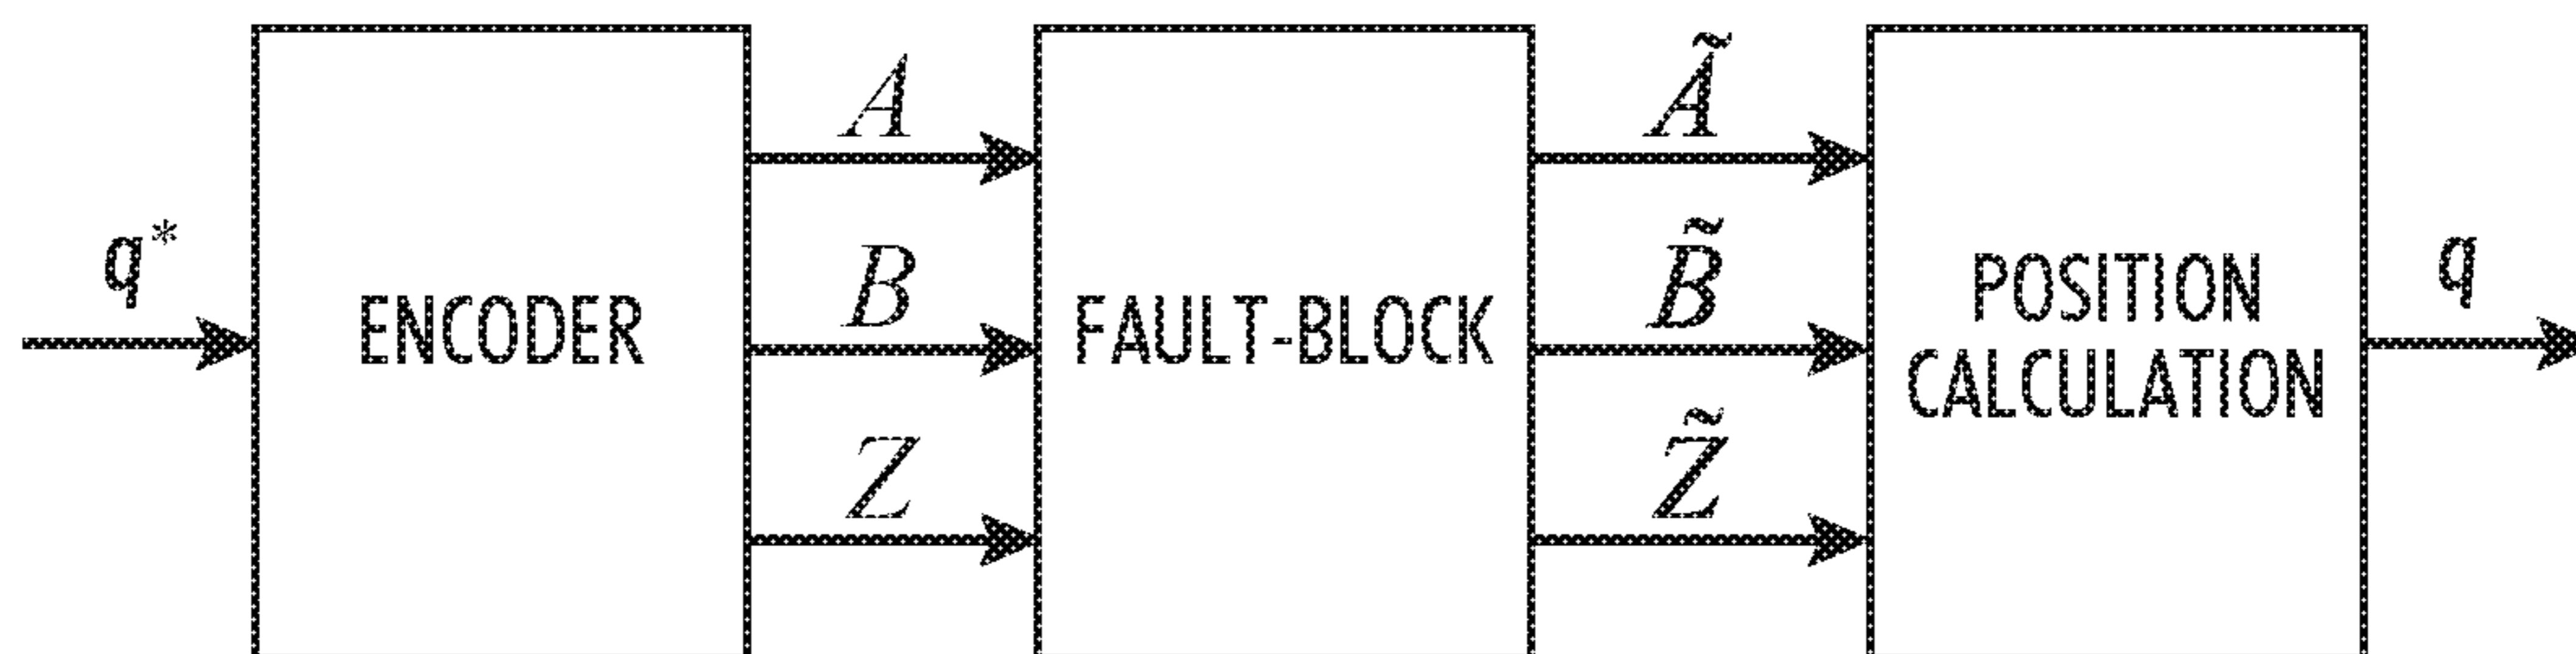 q*
ENCODER
A
B
Z
FAULT-BLOCK
Ã
B̃
Z̃
POSITION
CALCULATION
q